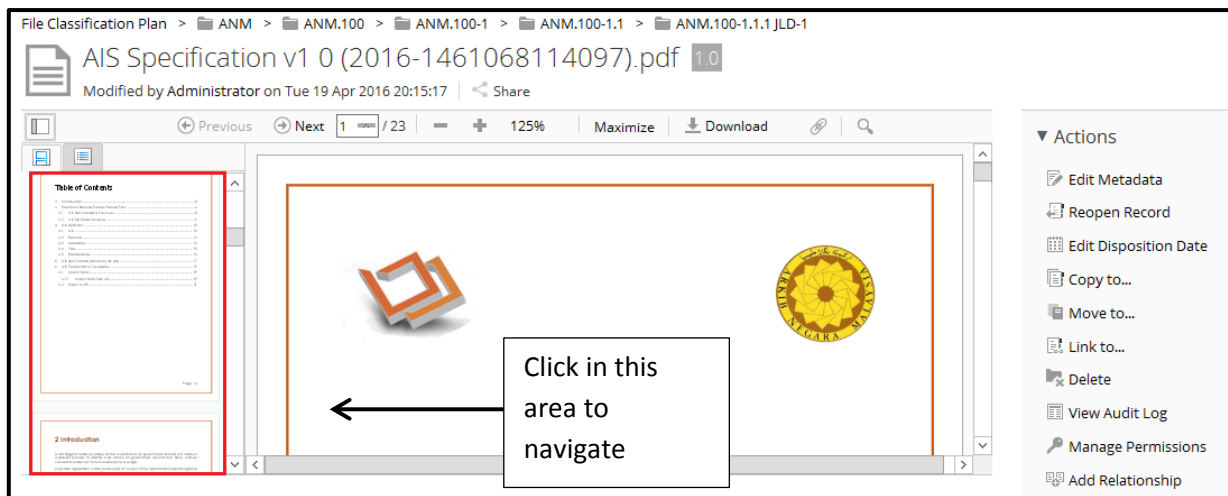 File Classification Plan > ANM > ANM.100 > ANM.100-1 > ANM.100-1.1 > ANM.100-1.1.1 JLD-1
AIS Specification v1 0 (2016-1461068114097).pdf 1.0
Modified by Administrator on Tue 19 Apr 2016 20:15:17 Share
Previous Next 1 / 23 125% Maximize Download
Table of Contents
2 Introduction
ARKIB NEGARA MALAYSIA
Click in this
area to
navigate
Actions
Edit Metadata
Reopen Record
Edit Disposition Date
Copy to...
Move to...
Link to...
Delete
View Audit Log
Manage Permissions
Add Relationship